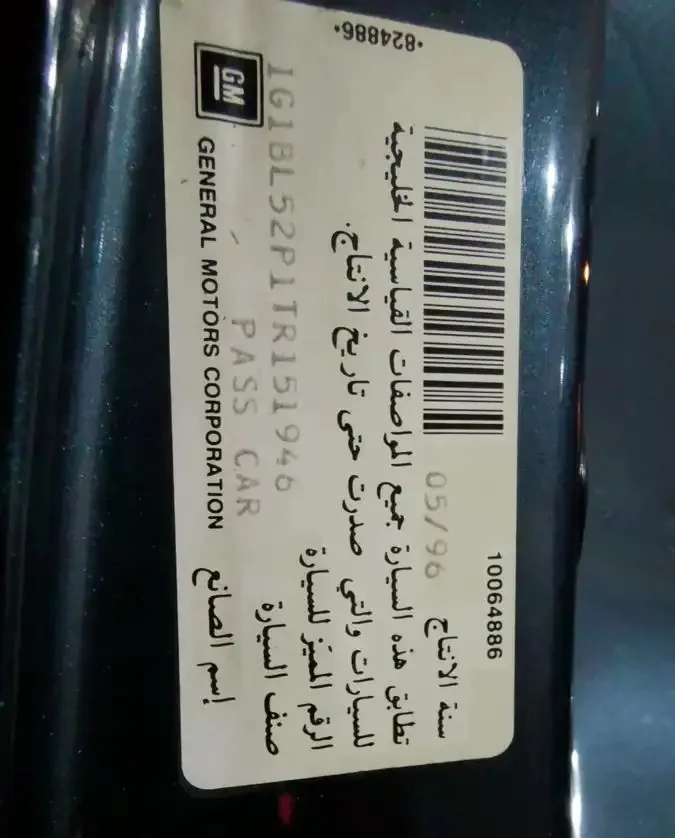 10064886
سنة الانتاج 05/96
تطابق هذه السيارة جميع المواصفات القياسية الخليجية
للسيارات والتي صدرت حتى تاريخ الانتاج.
الرقم المميز للسيارة 1G1BL52P1TR151946
صنف السيارة PASS CAR
إسم الصانع GENERAL MOTORS CORPORATION
GM
•824886•